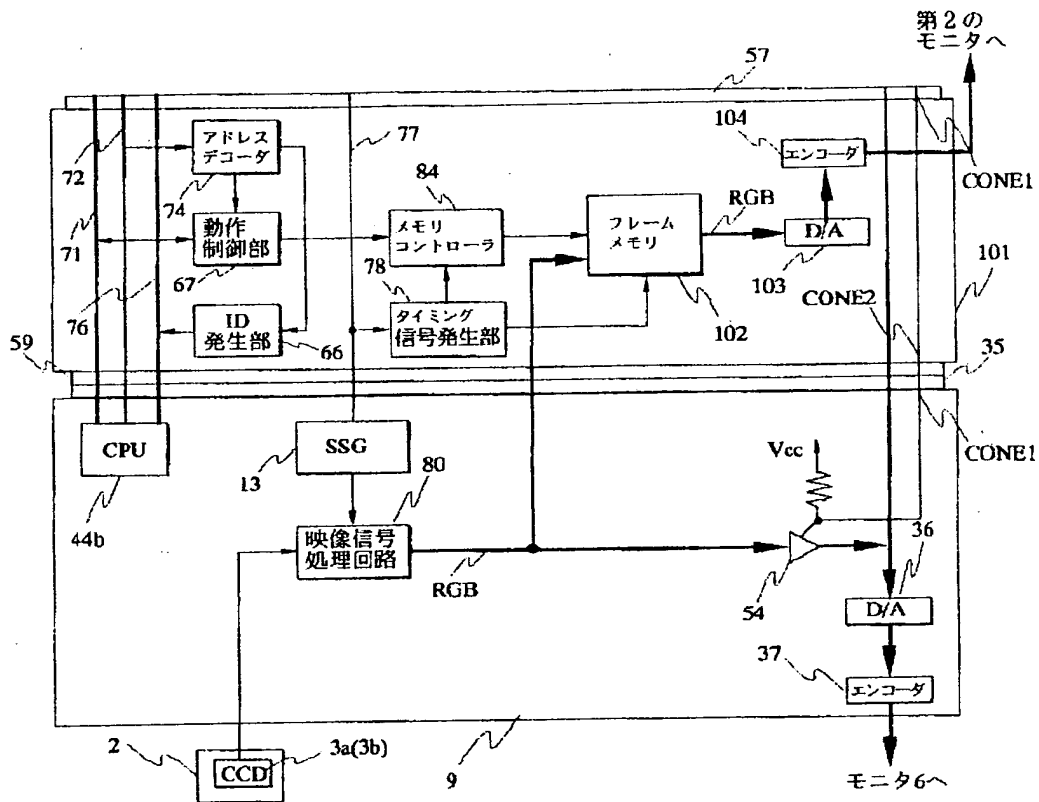 第2の
モニタへ
57
104
エンコーダ
CONE1
アドレス
デコーダ
72
74
77
84
71
動作
制御部
67
メモリ
コントローラ
フレーム
メモリ
102
RGB
D/A
103
101
76
78
タイミング
信号発生部
CONE2
ID
発生部
66
59
35
CPU
44b
SSG
13
80
Vcc
CONE1
映像信号
処理回路
RGB
54
36
D/A
37
エンコーダ
2
3a(3b)
CCD
9
モニタ6へ